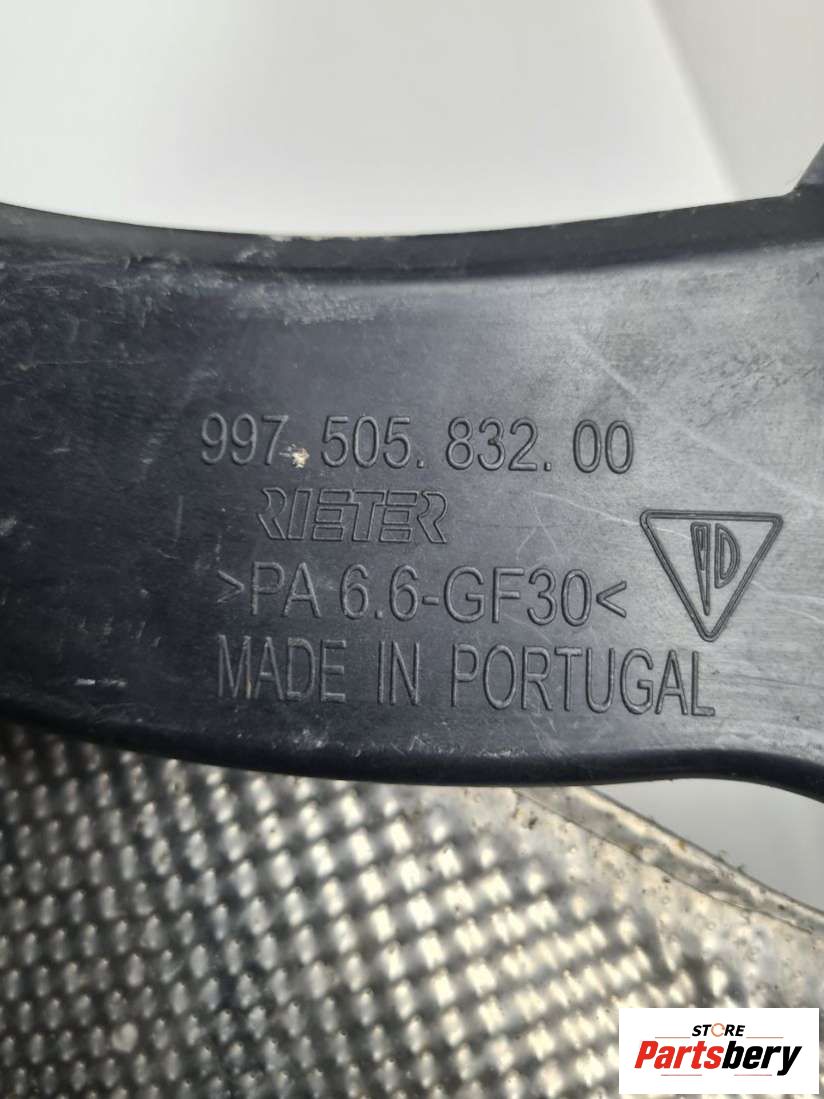 997.505.832.00
RIETER
>PA 6.6-GF30<
MADE IN PORTUGAL
STORE
Partsbery